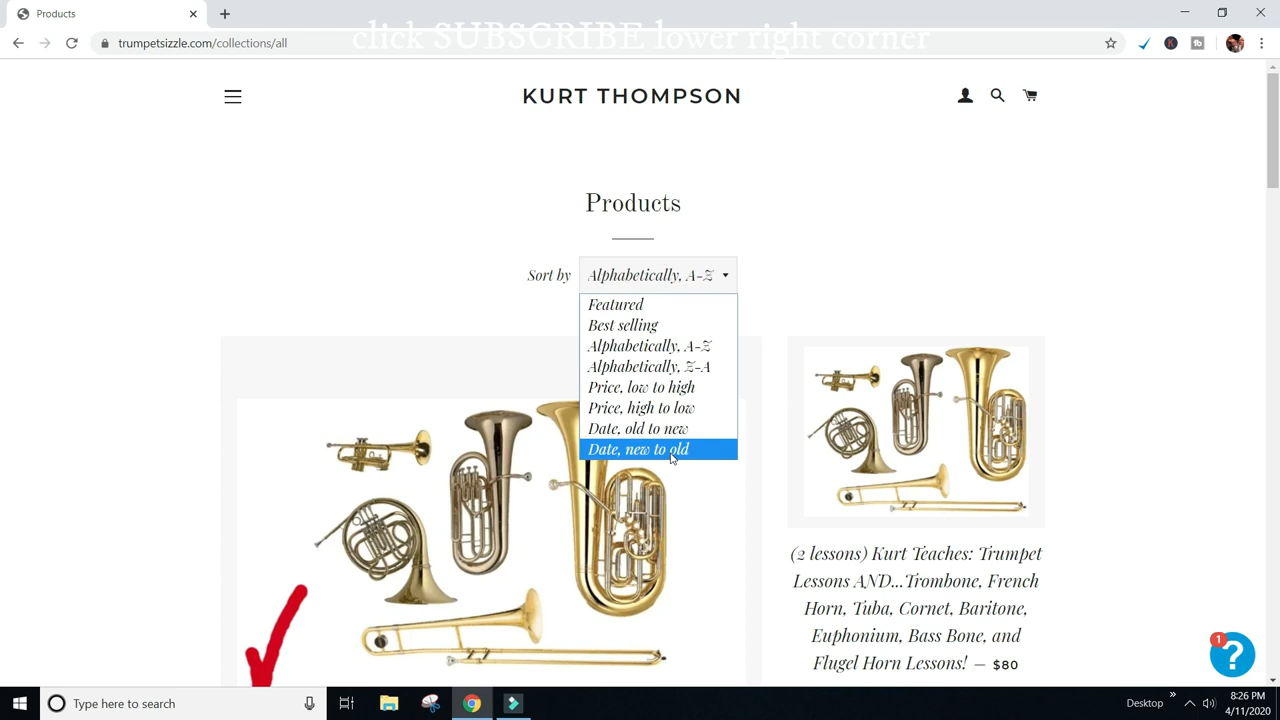 Products
click SUBSCRIBE lower right corner
trumpetsizzle.com/collections/all
KURT THOMPSON
Products
Sort by Alphabetically, A-Z
Featured
Best selling
Alphabetically, A-Z
Alphabetically, Z-A
Price, low to high
Price, high to low
Date, old to new
Date, new to old
(2 lessons) Kurt Teaches: Trumpet
Lessons AND...Trombone, French
Horn, Tuba, Cornet, Baritone,
Euphonium, Bass Bone, and
Flugel Horn Lessons! — $80
1
?
Type here to search
Desktop
8:26 PM
4/11/2020